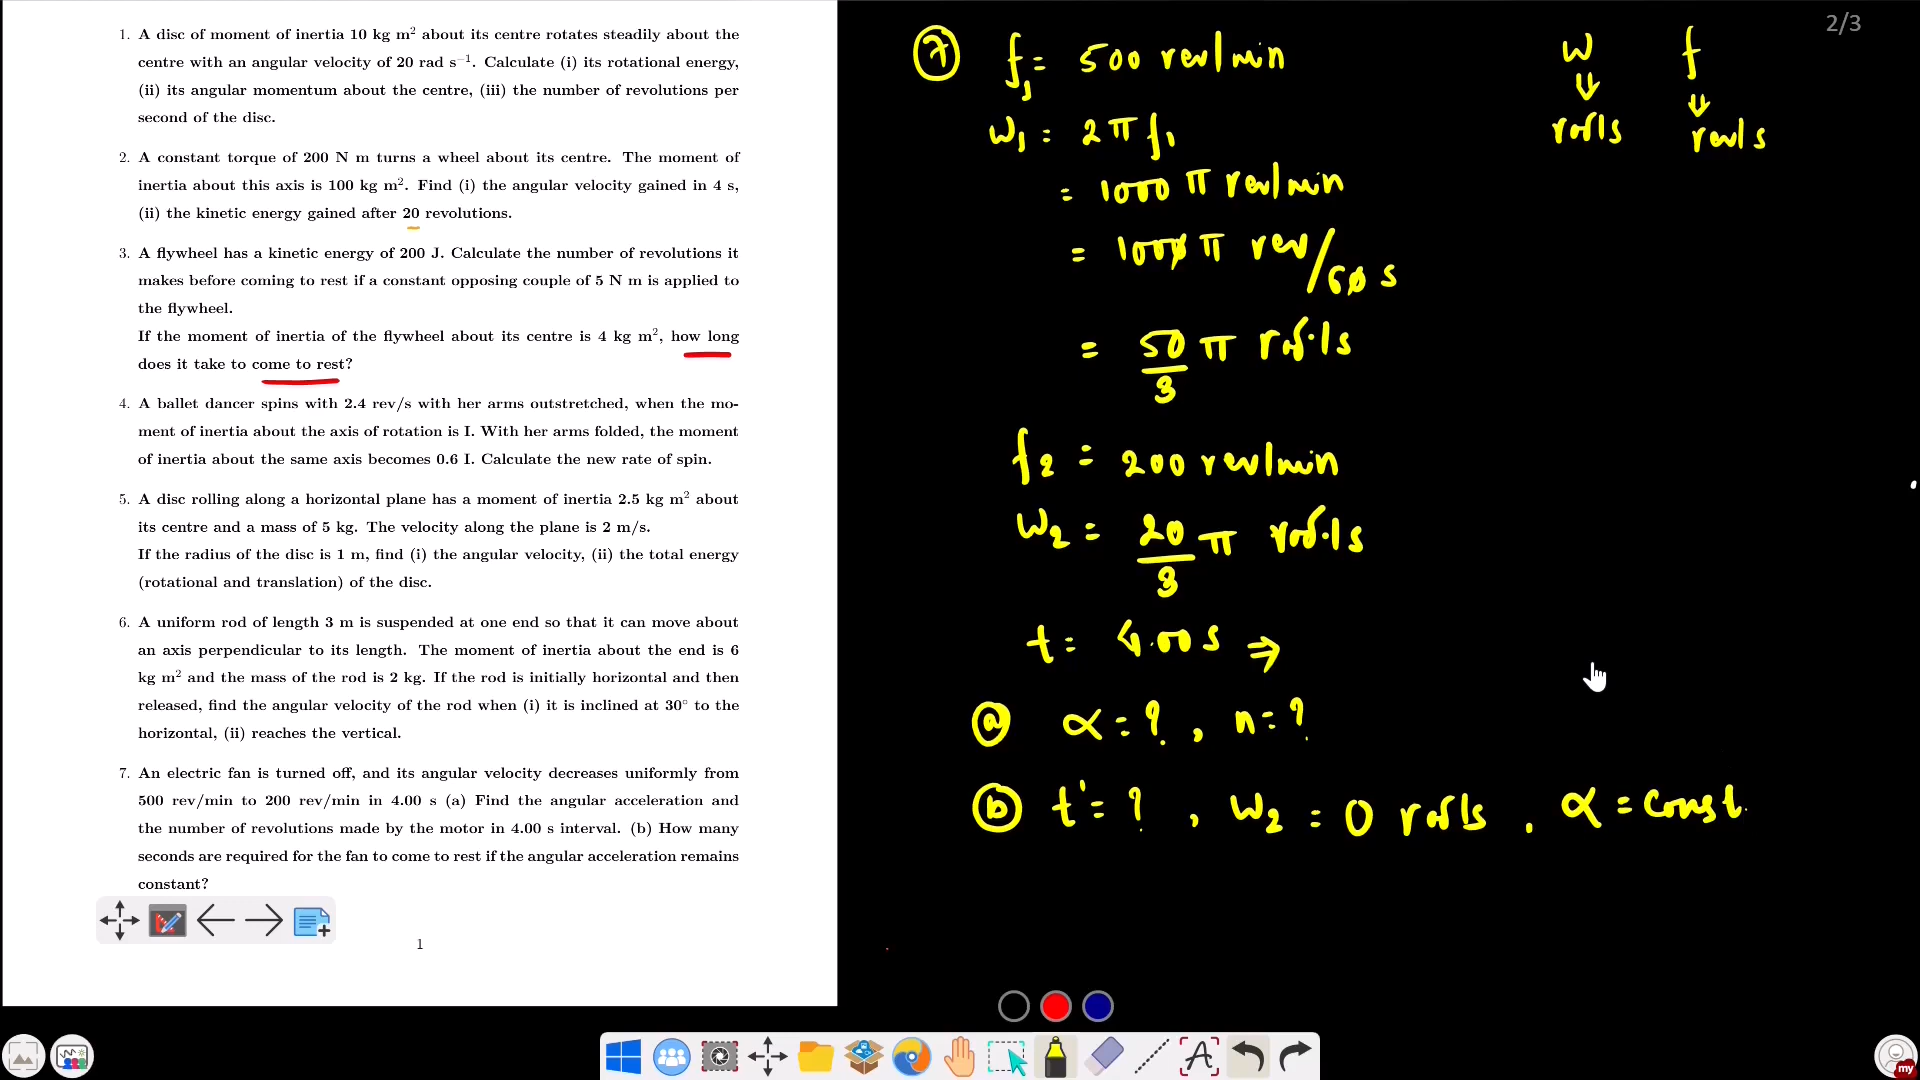 1. A disc of moment of inertia 10 kg m² about its centre rotates steadily about the
centre with an angular velocity of 20 rad s⁻¹. Calculate (i) its rotational energy,
(ii) its angular momentum about the centre, (iii) the number of revolutions per
second of the disc.
2. A constant torque of 200 N m turns a wheel about its centre. The moment of
inertia about this axis is 100 kg m². Find (i) the angular velocity gained in 4 s,
(ii) the kinetic energy gained after 20 revolutions.
3. A flywheel has a kinetic energy of 200 J. Calculate the number of revolutions it
makes before coming to rest if a constant opposing couple of 5 N m is applied to
the flywheel.
If the moment of inertia of the flywheel about its centre is 4 kg m², how long
does it take to come to rest?
4. A ballet dancer spins with 2.4 rev/s with her arms outstretched, when the mo-
ment of inertia about the axis of rotation is I. With her arms folded, the moment
of inertia about the same axis becomes 0.6 I. Calculate the new rate of spin.
5. A disc rolling along a horizontal plane has a moment of inertia 2.5 kg m² about
its centre and a mass of 5 kg. The velocity along the plane is 2 m/s.
If the radius of the disc is 1 m, find (i) the angular velocity, (ii) the total energy
(rotational and translation) of the disc.
6. A uniform rod of length 3 m is suspended at one end so that it can move about
an axis perpendicular to its length. The moment of inertia about the end is 6
kg m² and the mass of the rod is 2 kg. If the rod is initially horizontal and then
released, find the angular velocity of the rod when (i) it is inclined at 30° to the
horizontal, (ii) reaches the vertical.
7. An electric fan is turned off, and its angular velocity decreases uniformly from
500 rev/min to 200 rev/min in 4.00 s (a) Find the angular acceleration and
the number of revolutions made by the motor in 4.00 s interval. (b) How many
seconds are required for the fan to come to rest if the angular acceleration remains
constant?
1
2/3
7 f₁ = 500 rev/min
ω₁ = 2π f₁
= 1000 π rev/min
= 1000 π rev/60 s
= 50/3 π rad/s
f₂ = 200 rev/min
ω₂ = 20/3 π rad/s
t = 4.00 s ⇒
(a) α = ?, n = ?
(b) t' = ?, ω₂ = 0 rad/s. α = const.
ω f
⇓ ⇓
rad/s rev/s
my